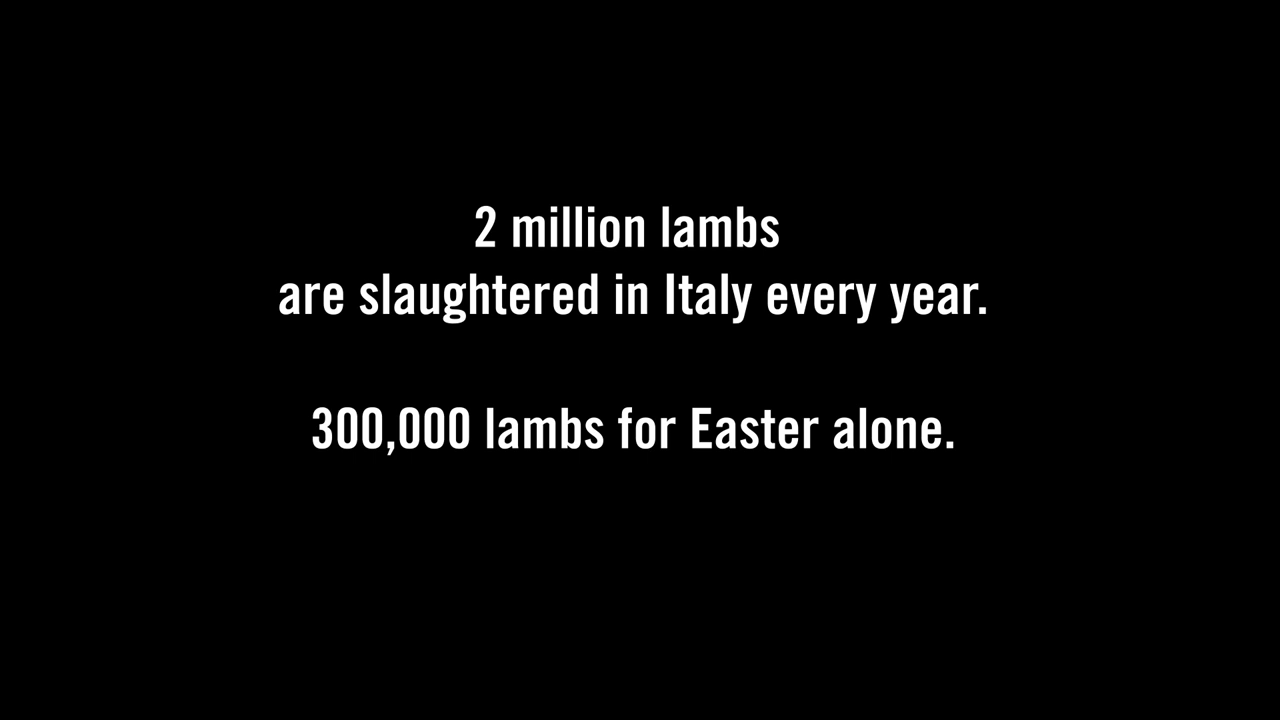 2 million lambs
are slaughtered in Italy every year.
300,000 lambs for Easter alone.